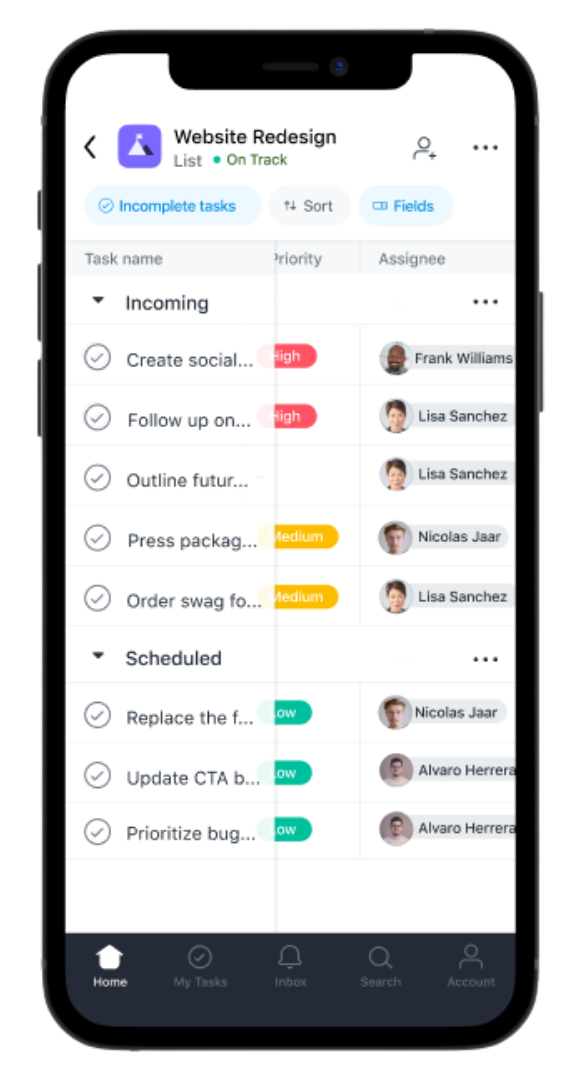 Website Redesign
List • On Track
Incomplete tasks
Sort
Fields
Task name
Priority
Assignee
Incoming
Create social...
High
Frank Williams
Follow up on...
High
Lisa Sanchez
Outline futur...
Lisa Sanchez
Press packag...
Medium
Nicolas Jaar
Order swag fo...
Medium
Lisa Sanchez
Scheduled
Replace the f...
Low
Nicolas Jaar
Update CTA b...
Low
Alvaro Herrera
Prioritize bug...
Low
Alvaro Herrera
Home
My Tasks
Inbox
Search
Account